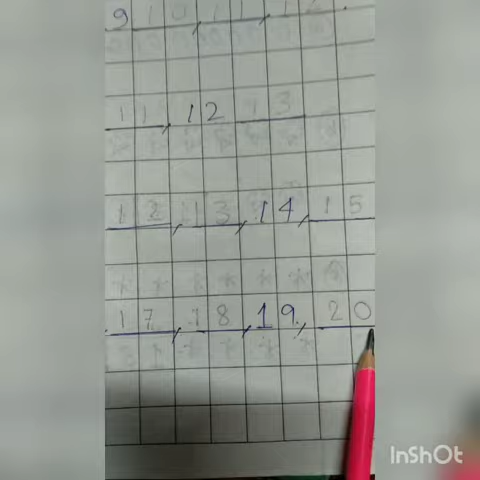 9 10, 11, 12.
11, 12 13
12, 13, 14, 15
17, 18, 19, 20
InShOt